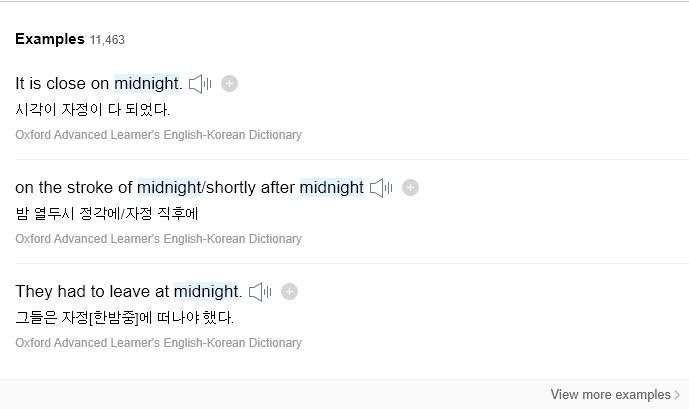 Examples 11,463
It is close on midnight.
시각이 자정이 다 되었다.
Oxford Advanced Learner's English-Korean Dictionary
on the stroke of midnight/shortly after midnight
밤 열두시 정각에/자정 직후에
Oxford Advanced Learner's English-Korean Dictionary
They had to leave at midnight.
그들은 자정[한밤중]에 떠나야 했다.
Oxford Advanced Learner's English-Korean Dictionary
View more examples